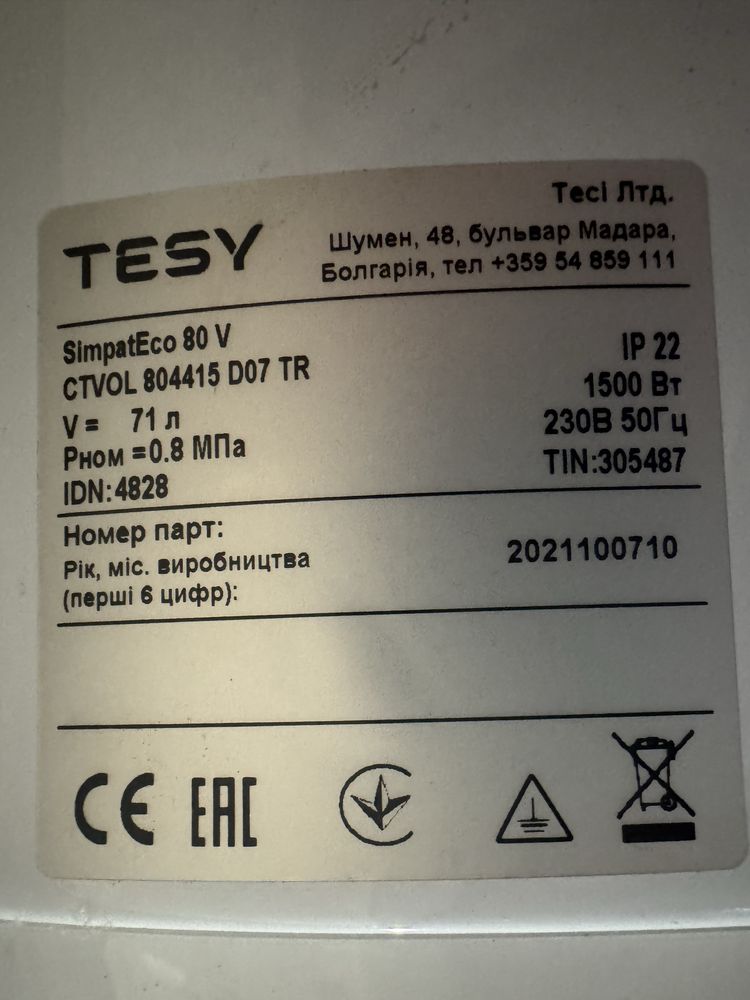 TESY
Тесі Лтд.
Шумен, 48, бульвар Мадара,
Болгарія, тел +359 54 859 111
SimpatEco 80 V
CTVOL 804415 D07 TR
V = 71 л
Pном =0.8 МПа
IDN:4828
IP 22
1500 Вт
230В 50Гц
TIN:305487
Номер парт:
Рік, міс. виробництва
(перші 6 цифр):
2021100710
CE EAC